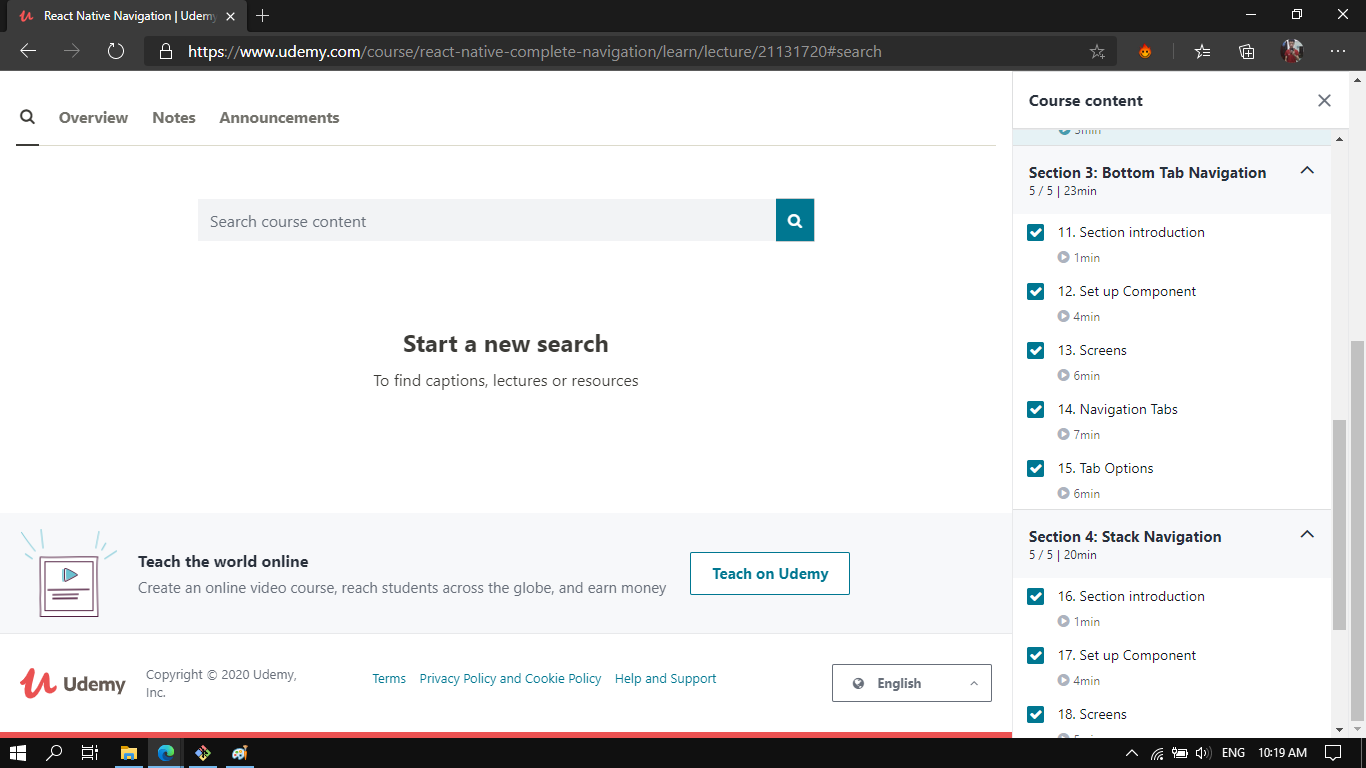 React Native Navigation | Udemy
https://www.udemy.com/course/react-native-complete-navigation/learn/lecture/21131720#search
Overview
Notes
Announcements
Search course content
Start a new search
To find captions, lectures or resources
Teach the world online
Create an online video course, reach students across the globe, and earn money
Teach on Udemy
Udemy
Copyright © 2020 Udemy,
Inc.
Terms
Privacy Policy and Cookie Policy
Help and Support
English
Course content
Section 3: Bottom Tab Navigation
5 / 5 | 23min
11. Section introduction
1min
12. Set up Component
4min
13. Screens
6min
14. Navigation Tabs
7min
15. Tab Options
6min
Section 4: Stack Navigation
5 / 5 | 20min
16. Section introduction
1min
17. Set up Component
4min
18. Screens
ENG
10:19 AM